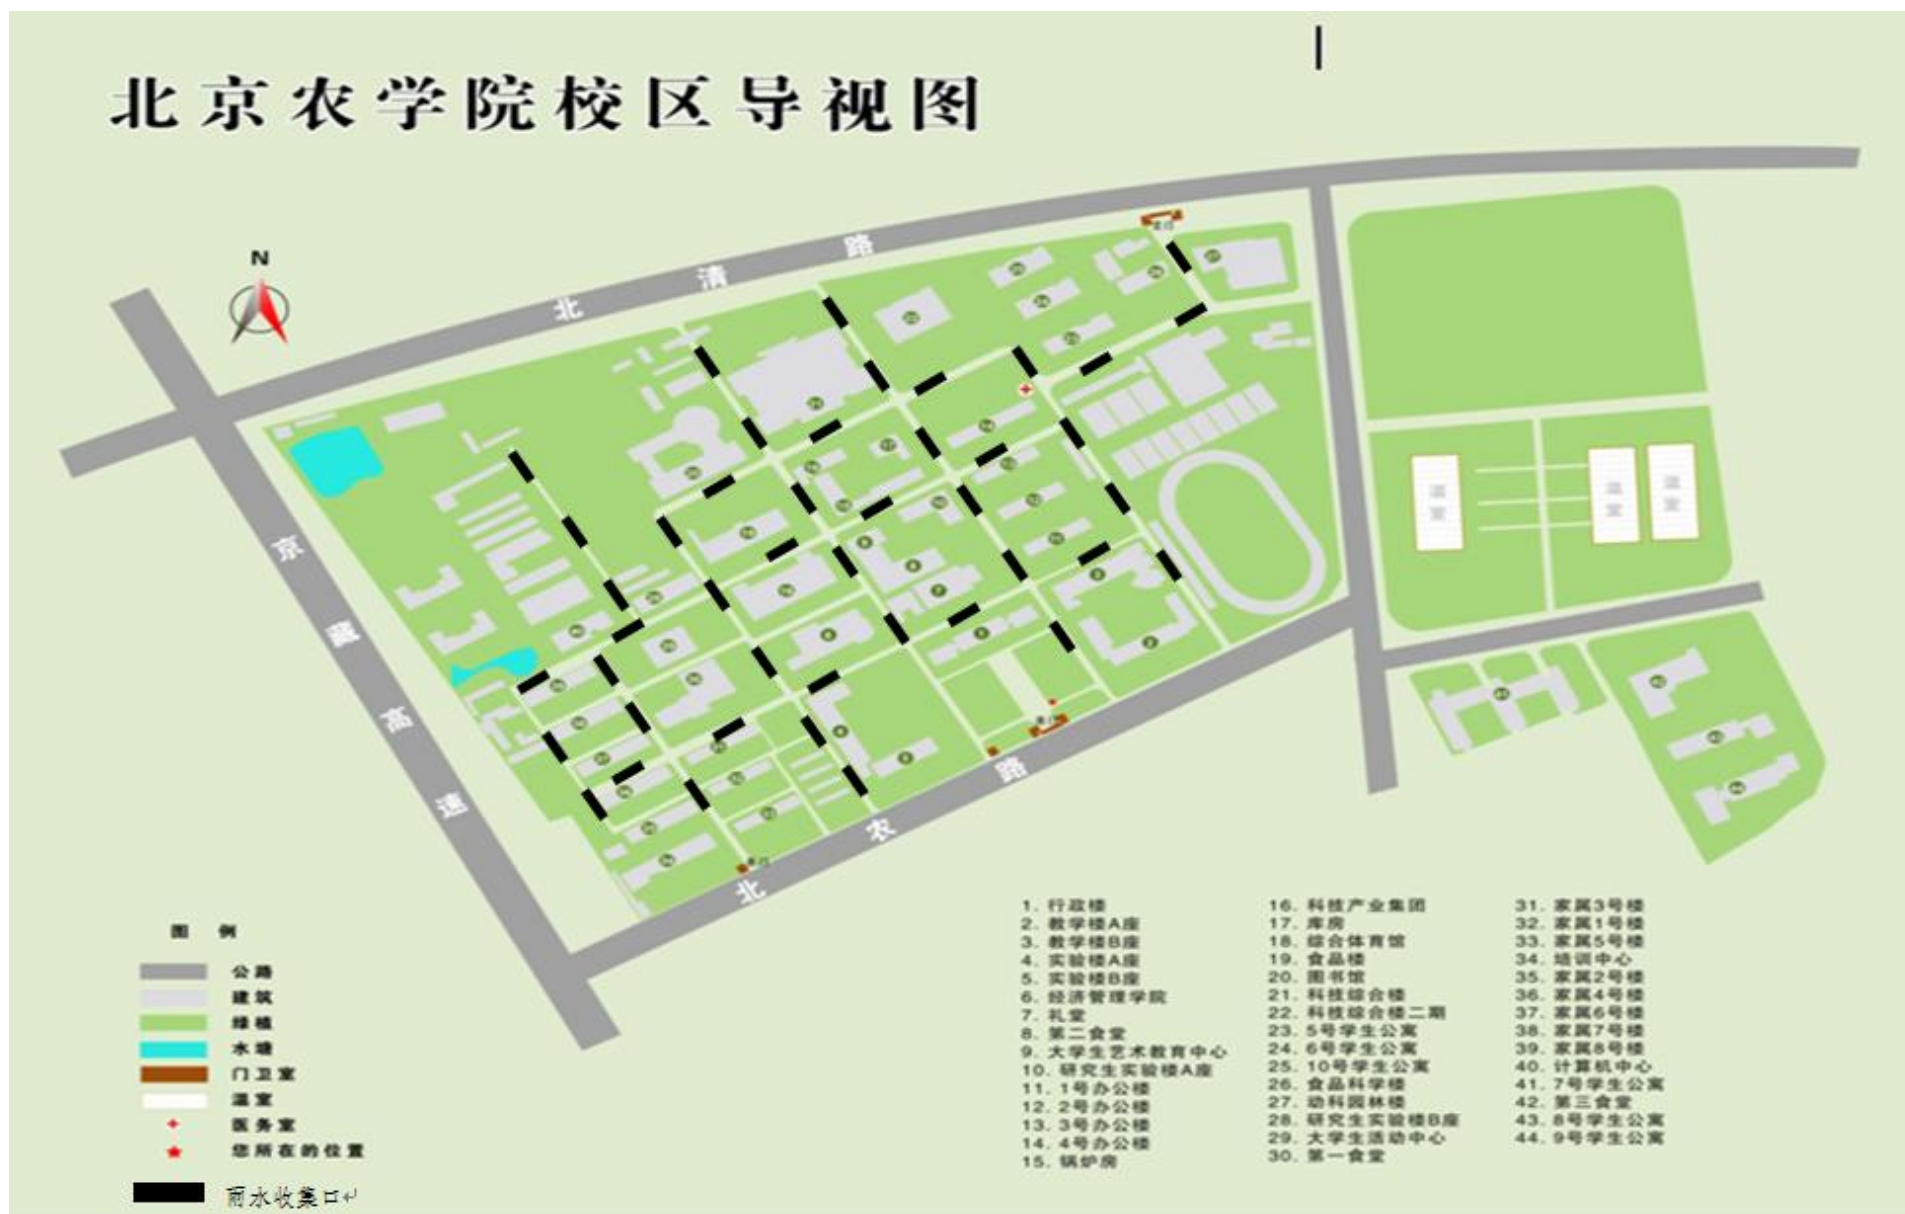 北京农学院校区导视图
N
北清路
京藏高速
北农路
温室
温室
温室
图例
公路
建筑
绿植
水塘
门卫室
温室
医务室
您所在的位置
雨水收集口
1. 行政楼
2. 教学楼A座
3. 教学楼B座
4. 实验楼A座
5. 实验楼B座
6. 经济管理学院
7. 礼堂
8. 第二食堂
9. 大学生艺术教育中心
10. 研究生实验楼A座
11. 1号办公楼
12. 2号办公楼
13. 3号办公楼
14. 4号办公楼
15. 锅炉房
16. 科技产业集团
17. 库房
18. 综合体育馆
19. 食品楼
20. 图书馆
21. 科技综合楼
22. 科技综合楼二期
23. 5号学生公寓
24. 6号学生公寓
25. 10号学生公寓
26. 食品科学楼
27. 动科园林楼
28. 研究生实验楼B座
29. 大学生活动中心
30. 第一食堂
31. 家属3号楼
32. 家属1号楼
33. 家属5号楼
34. 培训中心
35. 家属2号楼
36. 家属4号楼
37. 家属6号楼
38. 家属7号楼
39. 家属8号楼
40. 计算机中心
41. 7号学生公寓
42. 第三食堂
43. 8号学生公寓
44. 9号学生公寓